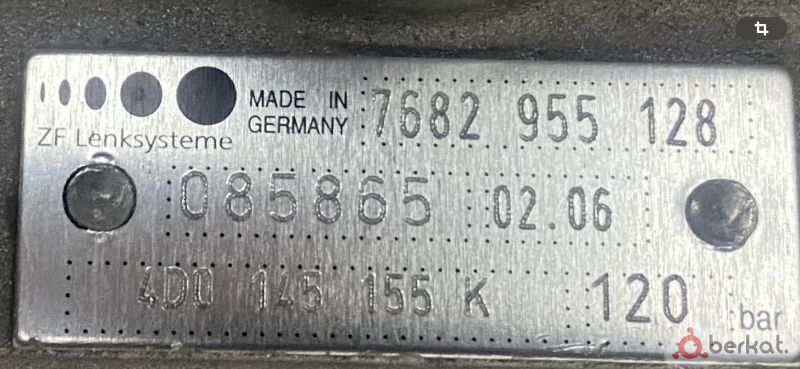 ZF Lenksysteme
MADE IN
GERMANY
7682 955 128
085865 02.06
4D0 145 155 K 120 bar
berkat.